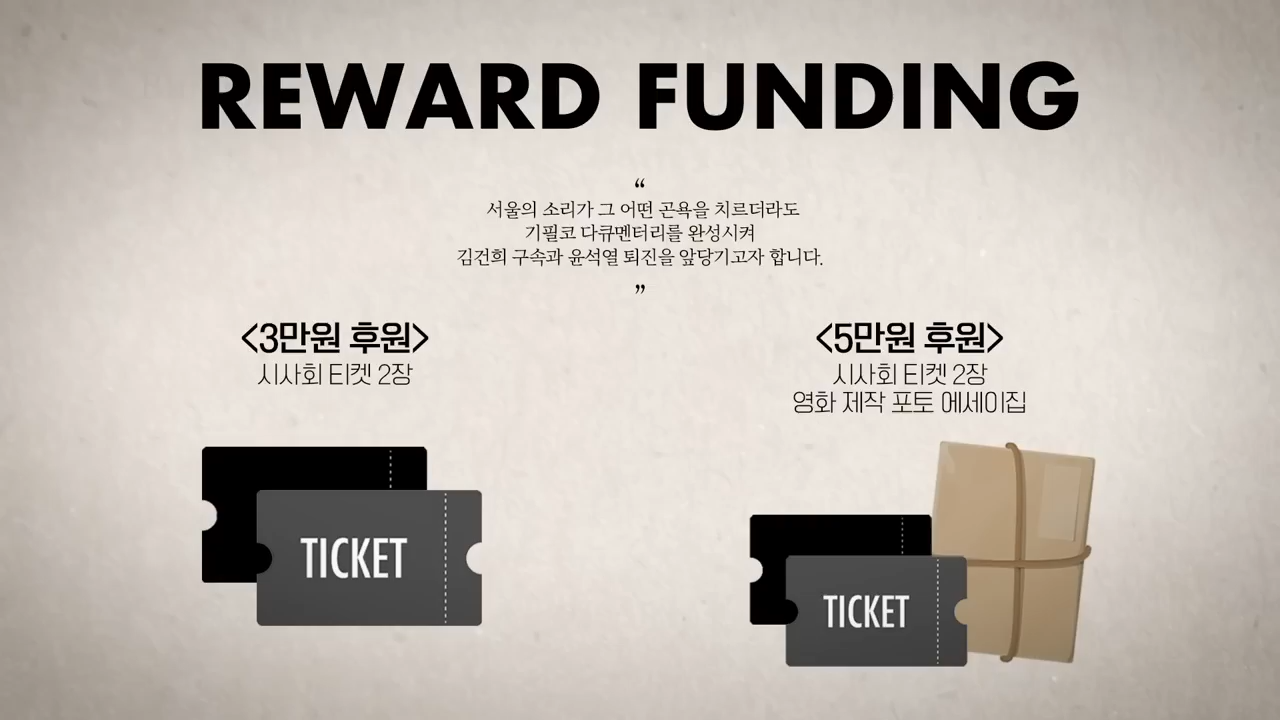 REWARD FUNDING
“
서울의 소리가 그 어떤 곤욕을 치르더라도
기필코 다큐멘터리를 완성시켜
김건희 구속과 윤석열 퇴진을 앞당기고자 합니다.
”
<3만원 후원>
시사회 티켓 2장
TICKET
<5만원 후원>
시사회 티켓 2장
영화 제작 포토 에세이집
TICKET